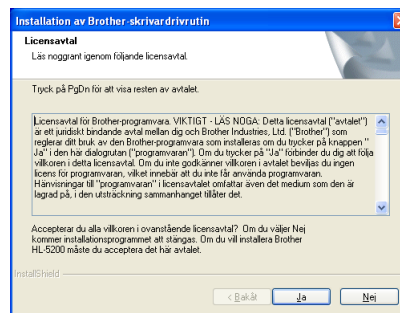 Installation av Brother-skrivardrivrutin
Licensavtal
Läs noggrant igenom följande licensavtal.
Tryck på PgDn för att visa resten av avtalet.
Licensavtal för Brother-programvara. VIKTIGT - LÄS NOGA: Detta licensavtal ("avtalet")
är ett juridiskt bindande avtal mellan dig och Brother Industries, Ltd. ("Brother") som
reglerar ditt bruk av den Brother-programvara som installeras om du trycker på knappen "
Ja" i den här dialogrutan ("programvaran"). Om du trycker på "Ja" förbinder du dig att följa
villkoren i detta licensavtal. Om du inte godkänner villkoren i avtalet beviljas du ingen
licens för programvaran, vilket innebär att du inte får använda programvaran.
Hänvisningar till "programvaran" i licensavtalet omfattar även det medium som den är
lagrad på, i den utsträckning sammanhanget tillåter det.
Accepterar du alla villkoren i ovanstående licensavtal? Om du väljer Nej
kommer installationsprogrammet att stängas. Om du vill installera Brother
HL-5200 måste du acceptera det här avtalet.
InstallShield
< Bakåt
Ja
Nej